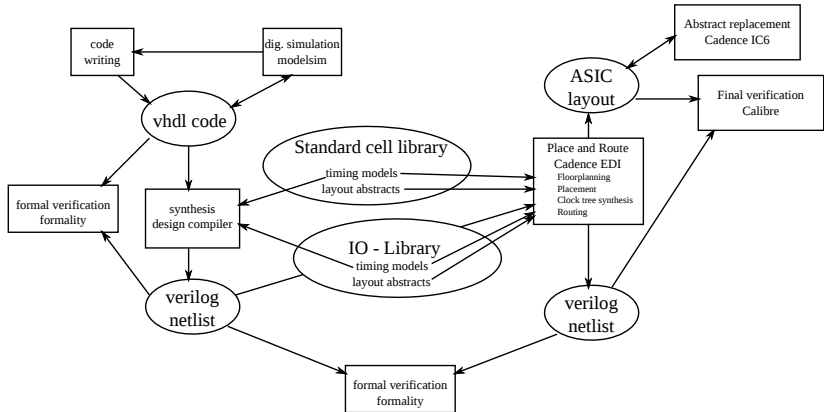 code
writing
dig. simulation
modelsim
Abstract replacement
Cadence IC6
ASIC
layout
Final verification
Calibre
vhdl code
Standard cell library
timing models
layout abstracts
Place and Route
Cadence EDI
Floorplanning
Placement
Clock tree synthesis
Routing
formal verification
formality
synthesis
design compiler
IO - Library
timing models
layout abstracts
verilog
netlist
verilog
netlist
formal verification
formality